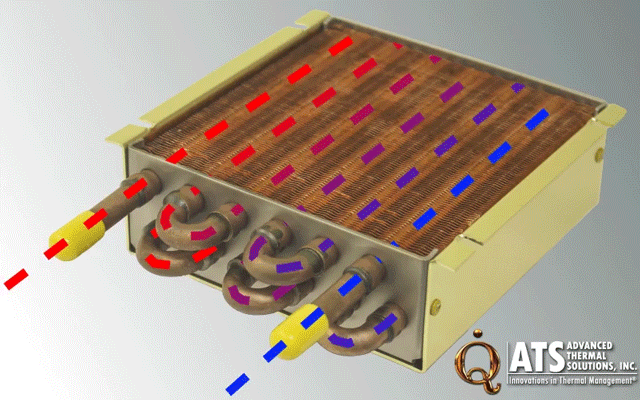 ATS ADVANCED
THERMAL
SOLUTIONS, INC.
Innovations in Thermal Management®